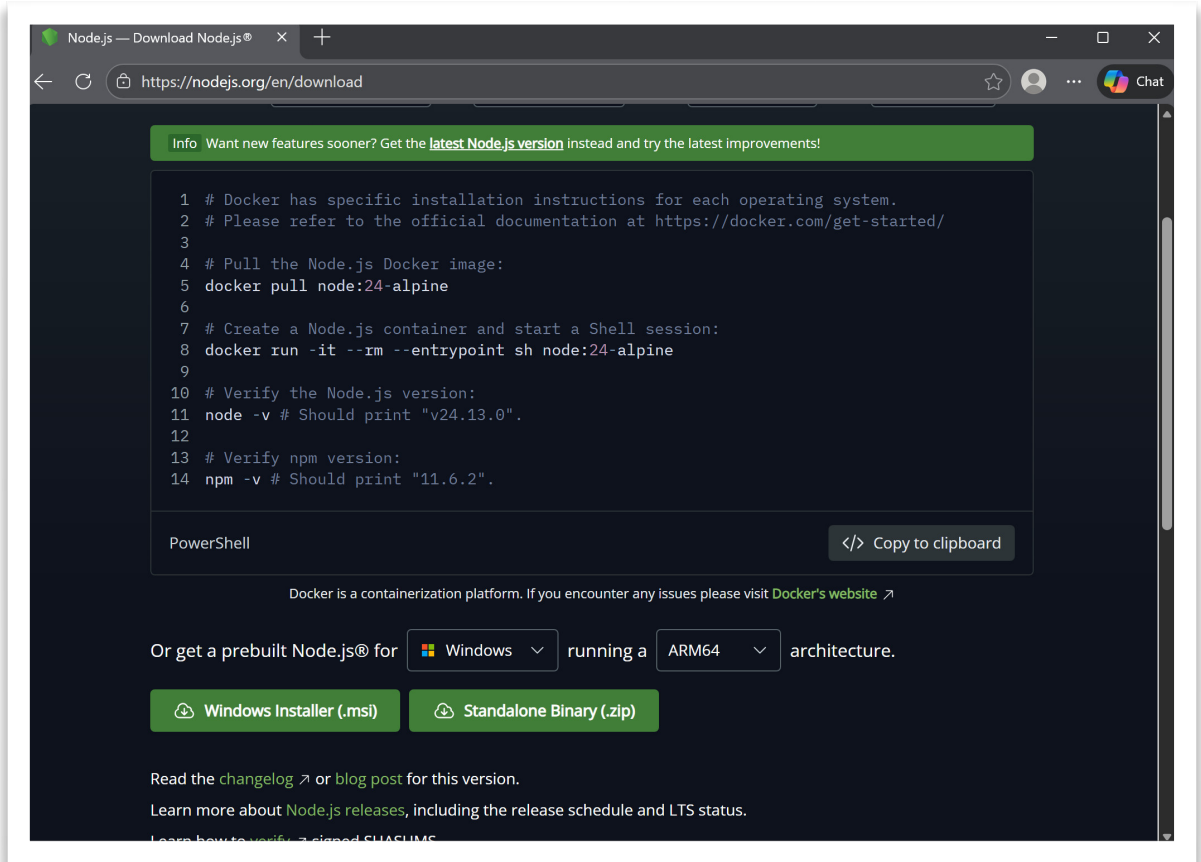 Node.js — Download Node.js®
https://nodejs.org/en/download
Chat
Info Want new features sooner? Get the latest Node.js version instead and try the latest improvements!
1 # Docker has specific installation instructions for each operating system.
2 # Please refer to the official documentation at https://docker.com/get-started/
3
4 # Pull the Node.js Docker image:
5 docker pull node:24-alpine
6
7 # Create a Node.js container and start a Shell session:
8 docker run -it --rm --entrypoint sh node:24-alpine
9
10 # Verify the Node.js version:
11 node -v # Should print "v24.13.0".
12
13 # Verify npm version:
14 npm -v # Should print "11.6.2".
PowerShell </> Copy to clipboard
Docker is a containerization platform. If you encounter any issues please visit Docker's website ↗
Or get a prebuilt Node.js® for Windows running a ARM64 architecture.
Windows Installer (.msi) Standalone Binary (.zip)
Read the changelog ↗ or blog post for this version.
Learn more about Node.js releases, including the release schedule and LTS status.
Learn how to verify ↗ signed SHASUMS